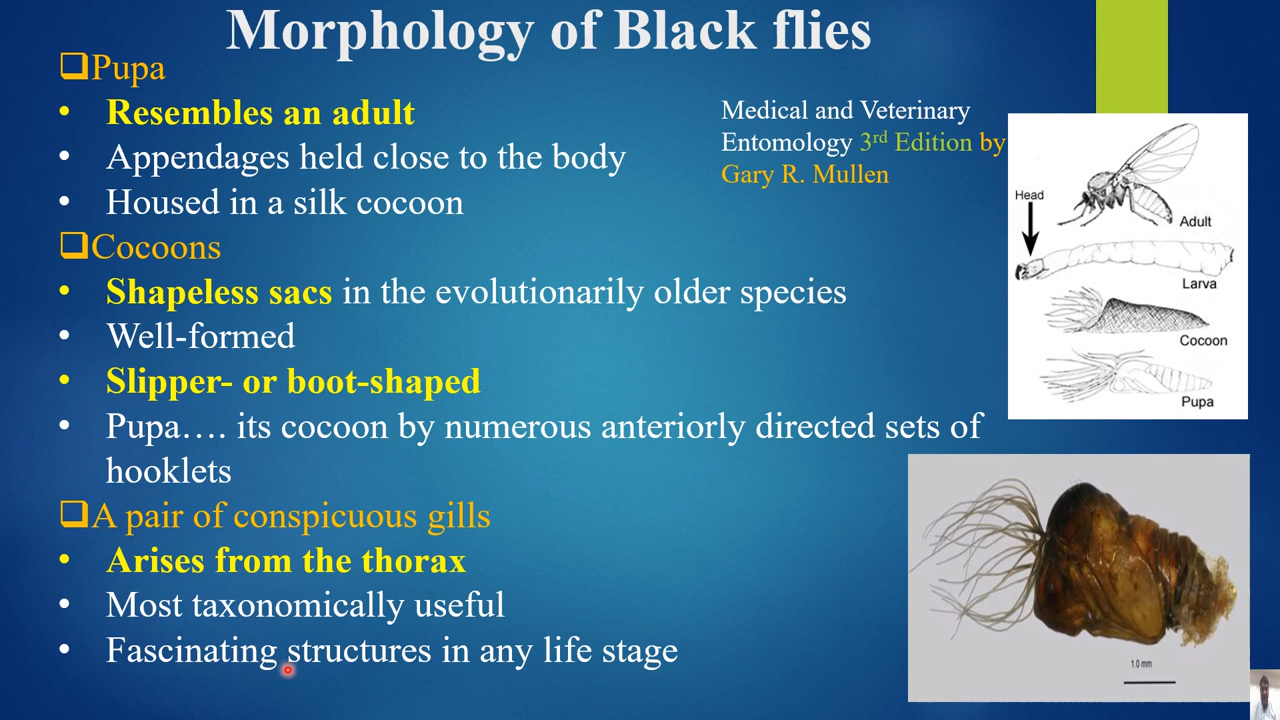 Morphology of Black flies
❑Pupa
• Resembles an adult
• Appendages held close to the body
• Housed in a silk cocoon
❑Cocoons
• Shapeless sacs in the evolutionarily older species
• Well-formed
• Slipper- or boot-shaped
• Pupa…. its cocoon by numerous anteriorly directed sets of
hooklets
❑A pair of conspicuous gills
• Arises from the thorax
• Most taxonomically useful
• Fascinating structures in any life stage
Medical and Veterinary
Entomology 3rd Edition by
Gary R. Mullen
Head
Adult
Larva
Cocoon
Pupa
1.0 mm